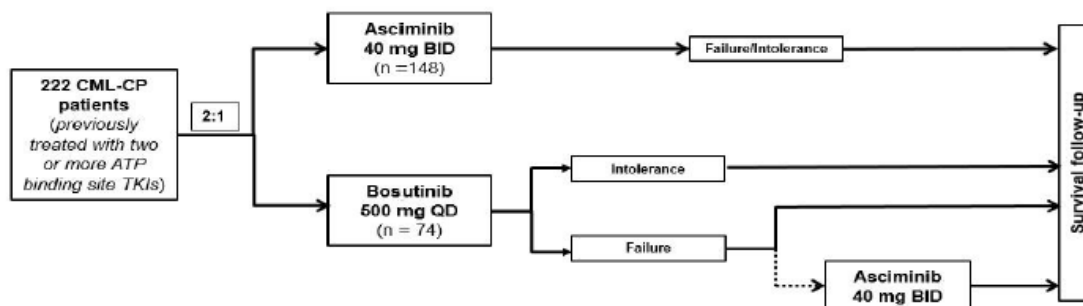 222 CML-CP
patients
(previously
treated with two
or more ATP
binding site TKIs)
2:1
Asciminib
40 mg BID
(n =148)
Failure/Intolerance
Bosutinib
500 mg QD
(n = 74)
Intolerance
Failure
Asciminib
40 mg BID
Survival follow-up